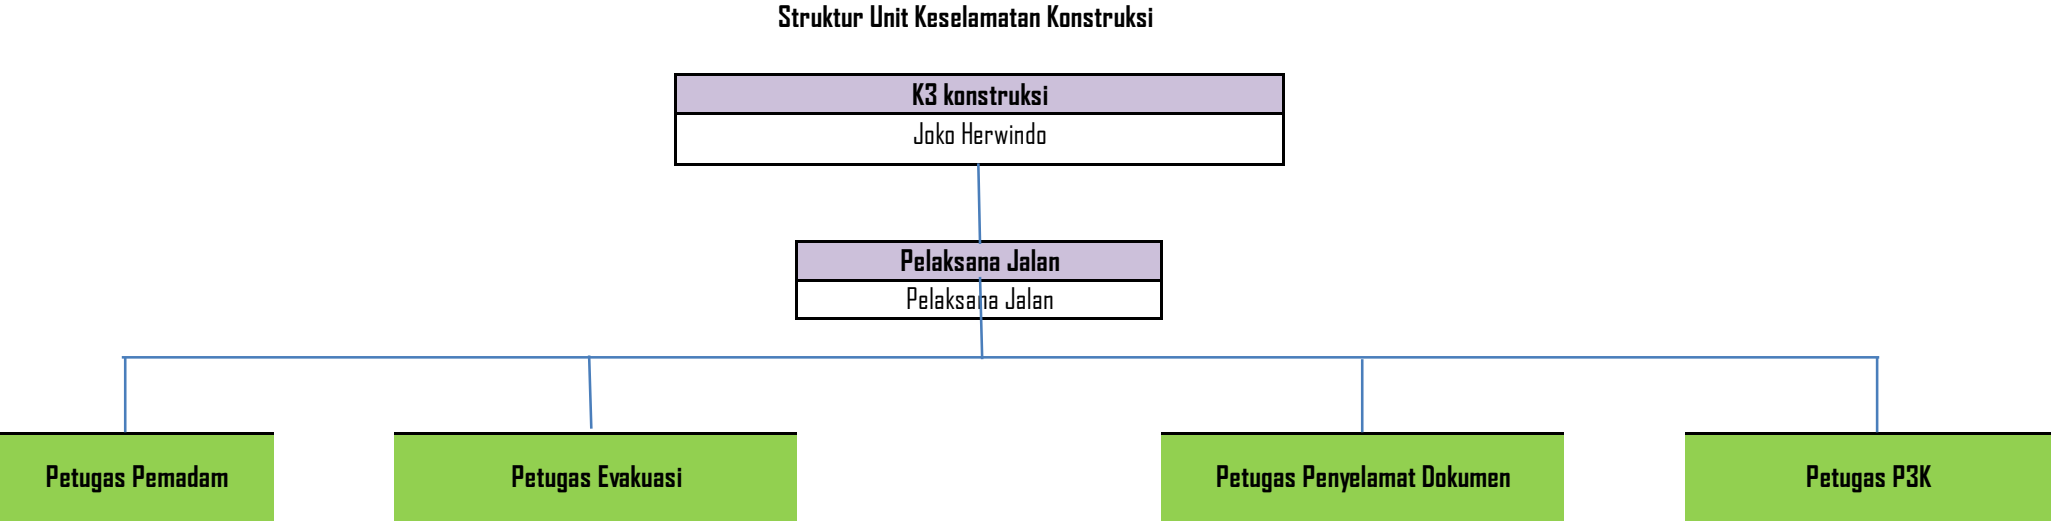 Struktur Unit Keselamatan Konstruksi
K3 konstruksi
Joko Herwindo
Pelaksana Jalan
Pelaksana Jalan
Petugas Pemadam
Petugas Evakuasi
Petugas Penyelamat Dokumen
Petugas P3K